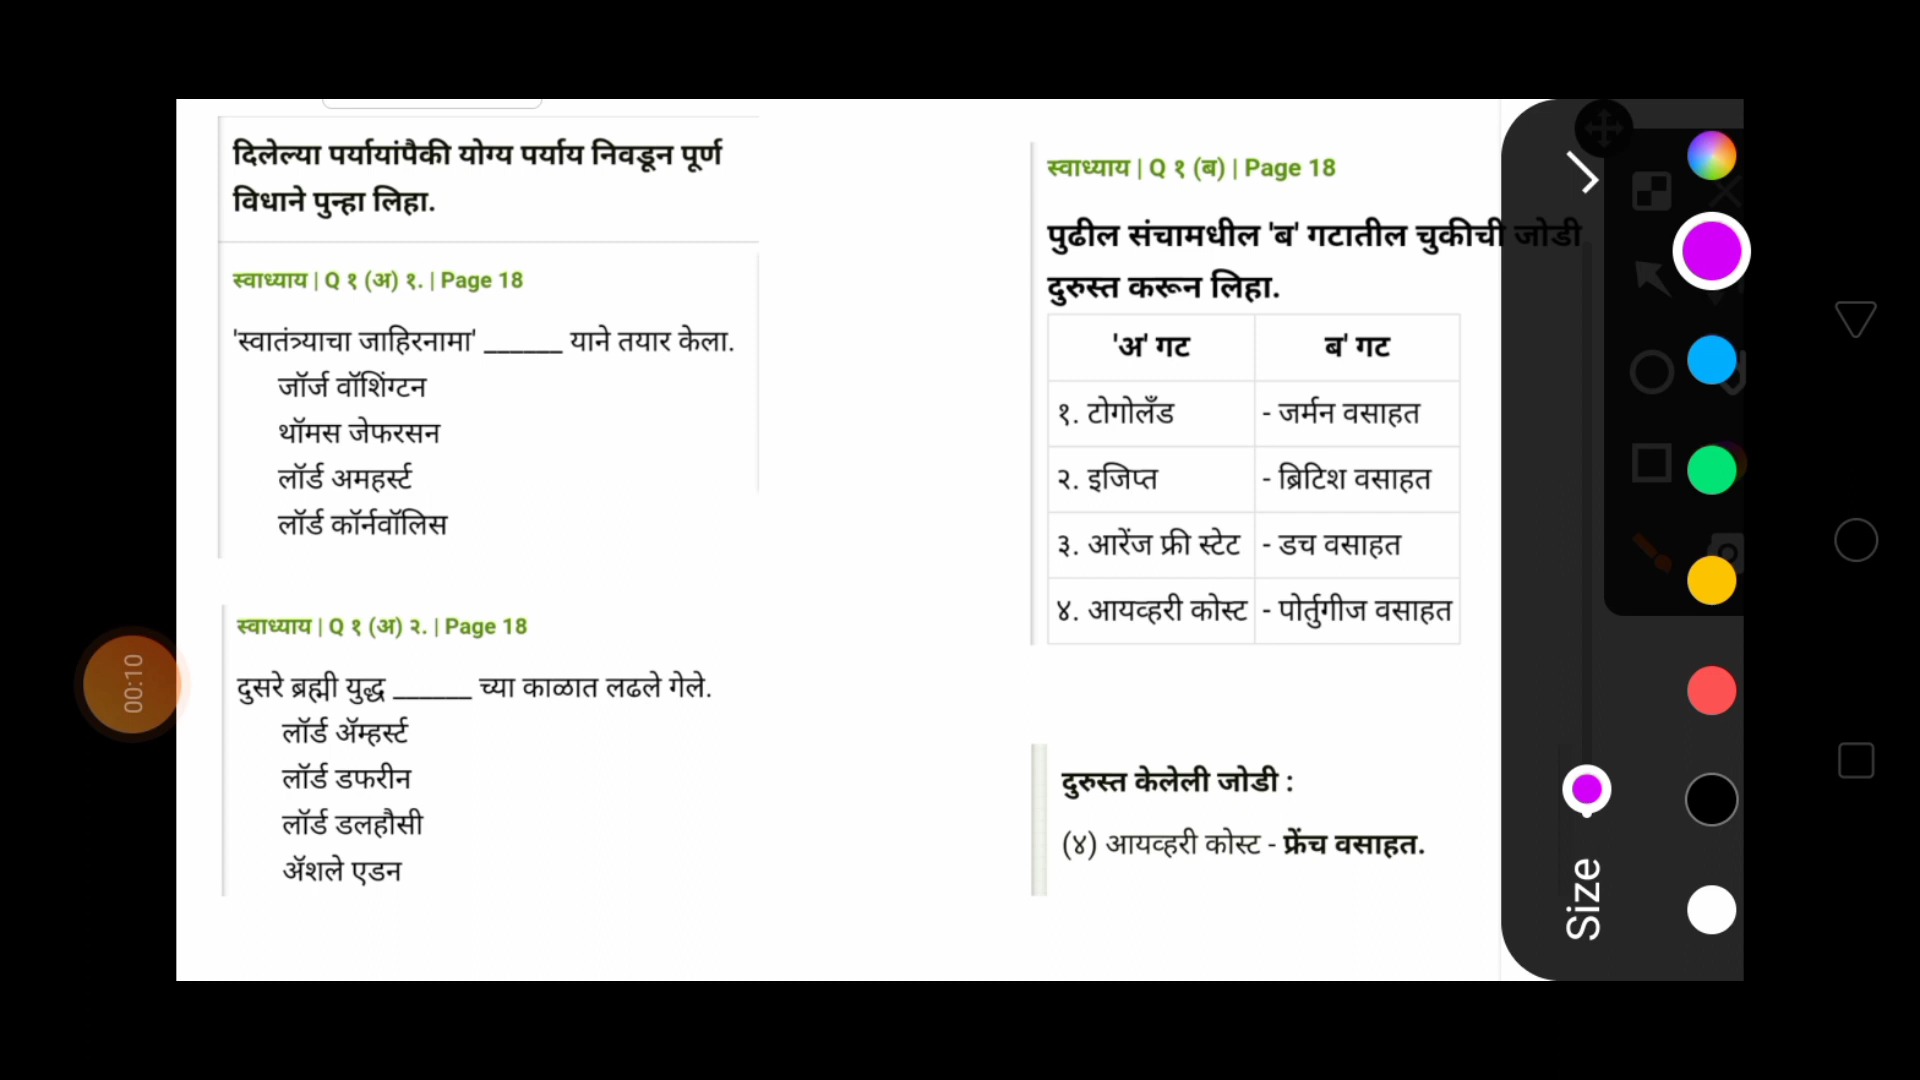 दिलेल्या पर्यायांपैकी योग्य पर्याय निवडून पूर्ण
विधाने पुन्हा लिहा.
स्वाध्याय | Q १ (अ) १. | Page 18
'स्वातंत्र्याचा जाहिरनामा' ______ याने तयार केला.
जॉर्ज वॉशिंग्टन
थॉमस जेफरसन
लॉर्ड अमहर्स्ट
लॉर्ड कॉर्नवॉलिस
स्वाध्याय | Q १ (अ) २. | Page 18
दुसरे ब्रह्मी युद्ध ______ च्या काळात लढले गेले.
लॉर्ड ॲम्हर्स्ट
लॉर्ड डफरीन
लॉर्ड डलहौसी
ॲशले एडन
स्वाध्याय | Q १ (ब) | Page 18
पुढील संचामधील 'ब' गटातील चुकीची जोडी
दुरुस्त करून लिहा.
'अ' गट ब' गट
१. टोगोलँड - जर्मन वसाहत
२. इजिप्त - ब्रिटिश वसाहत
३. आरेंज फ्री स्टेट - डच वसाहत
४. आयव्हरी कोस्ट - पोर्तुगीज वसाहत
दुरुस्त केलेली जोडी :
(४) आयव्हरी कोस्ट - फ्रेंच वसाहत.
00:10
Size